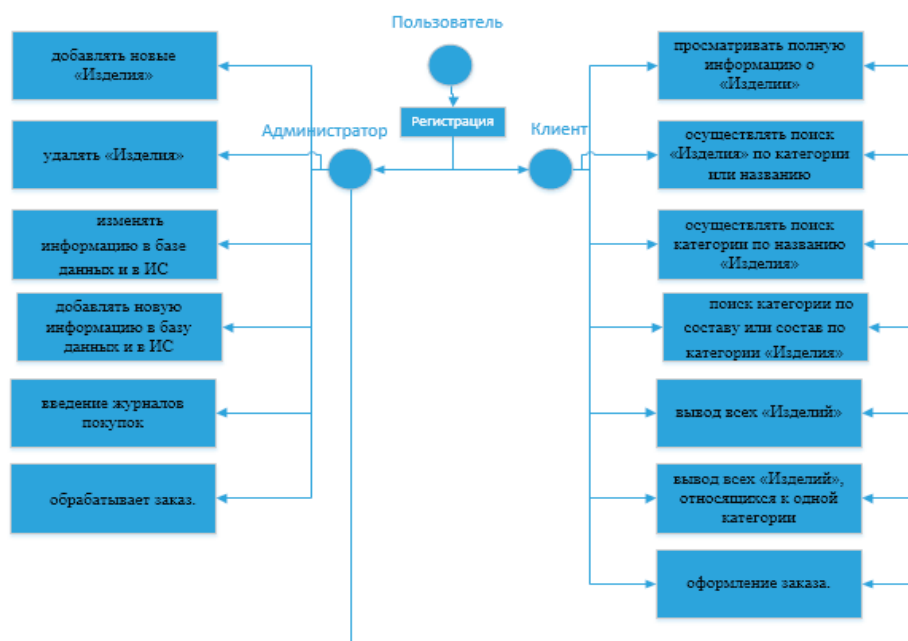 Пользователь
Регистрация
Администратор
Клиент
добавлять новые
«Изделия»
удалять «Изделия»
изменять
информацию в базе
данных и в ИС
добавлять новую
информацию в базу
данных и в ИС
введение журналов
покупок
обрабатывает заказ.
просматривать полную
информацию о
«Изделии»
осуществлять поиск
«Изделия» по категории
или названию
осуществлять поиск
категории по названию
«Изделия»
поиск категории по
составу или состав по
категории «Изделия»
вывод всех «Изделий»
вывод всех «Изделий»,
относящихся к одной
категории
оформление заказа.